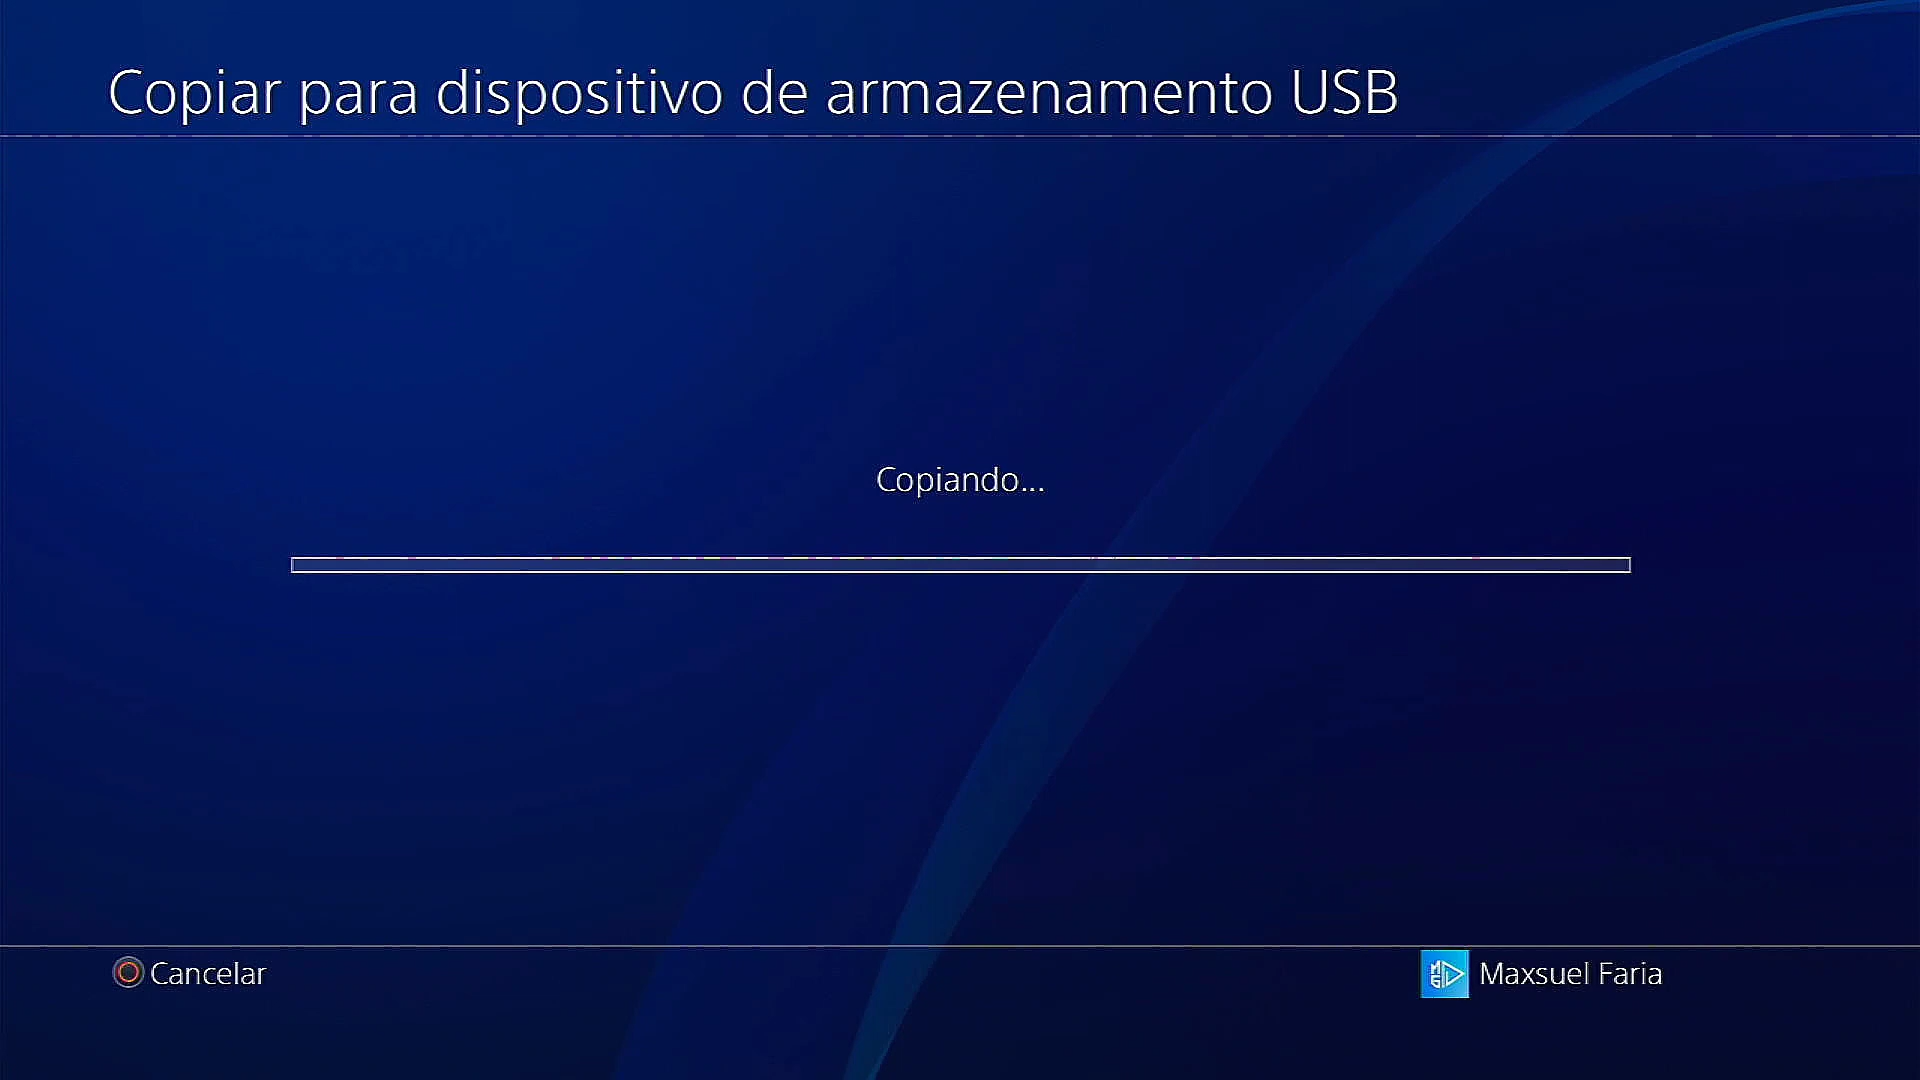 Copiar para dispositivo de armazenamento USB
Copiando...
Cancelar
Maxsuel Faria